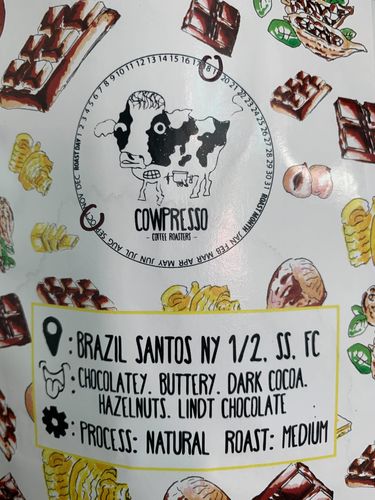 ROAST DAY 1 2 3 4 5 6 7 8 9 10 11 12 13 14 15 16 17 18 19 20 21 22 23 24 25 26 27 28 29 30 31
ROAST MONTH JAN FEB MAR APR MAY JUN JUL AUG SEP OCT NOV DEC
COWPRESSO
- COFFEE ROASTERS -
: BRAZIL SANTOS NY 1/2, SS, FC
: CHOCOLATEY. BUTTERY. DARK COCOA.
HAZELNUTS. LINDT CHOCOLATE
: PROCESS: NATURAL ROAST: MEDIUM